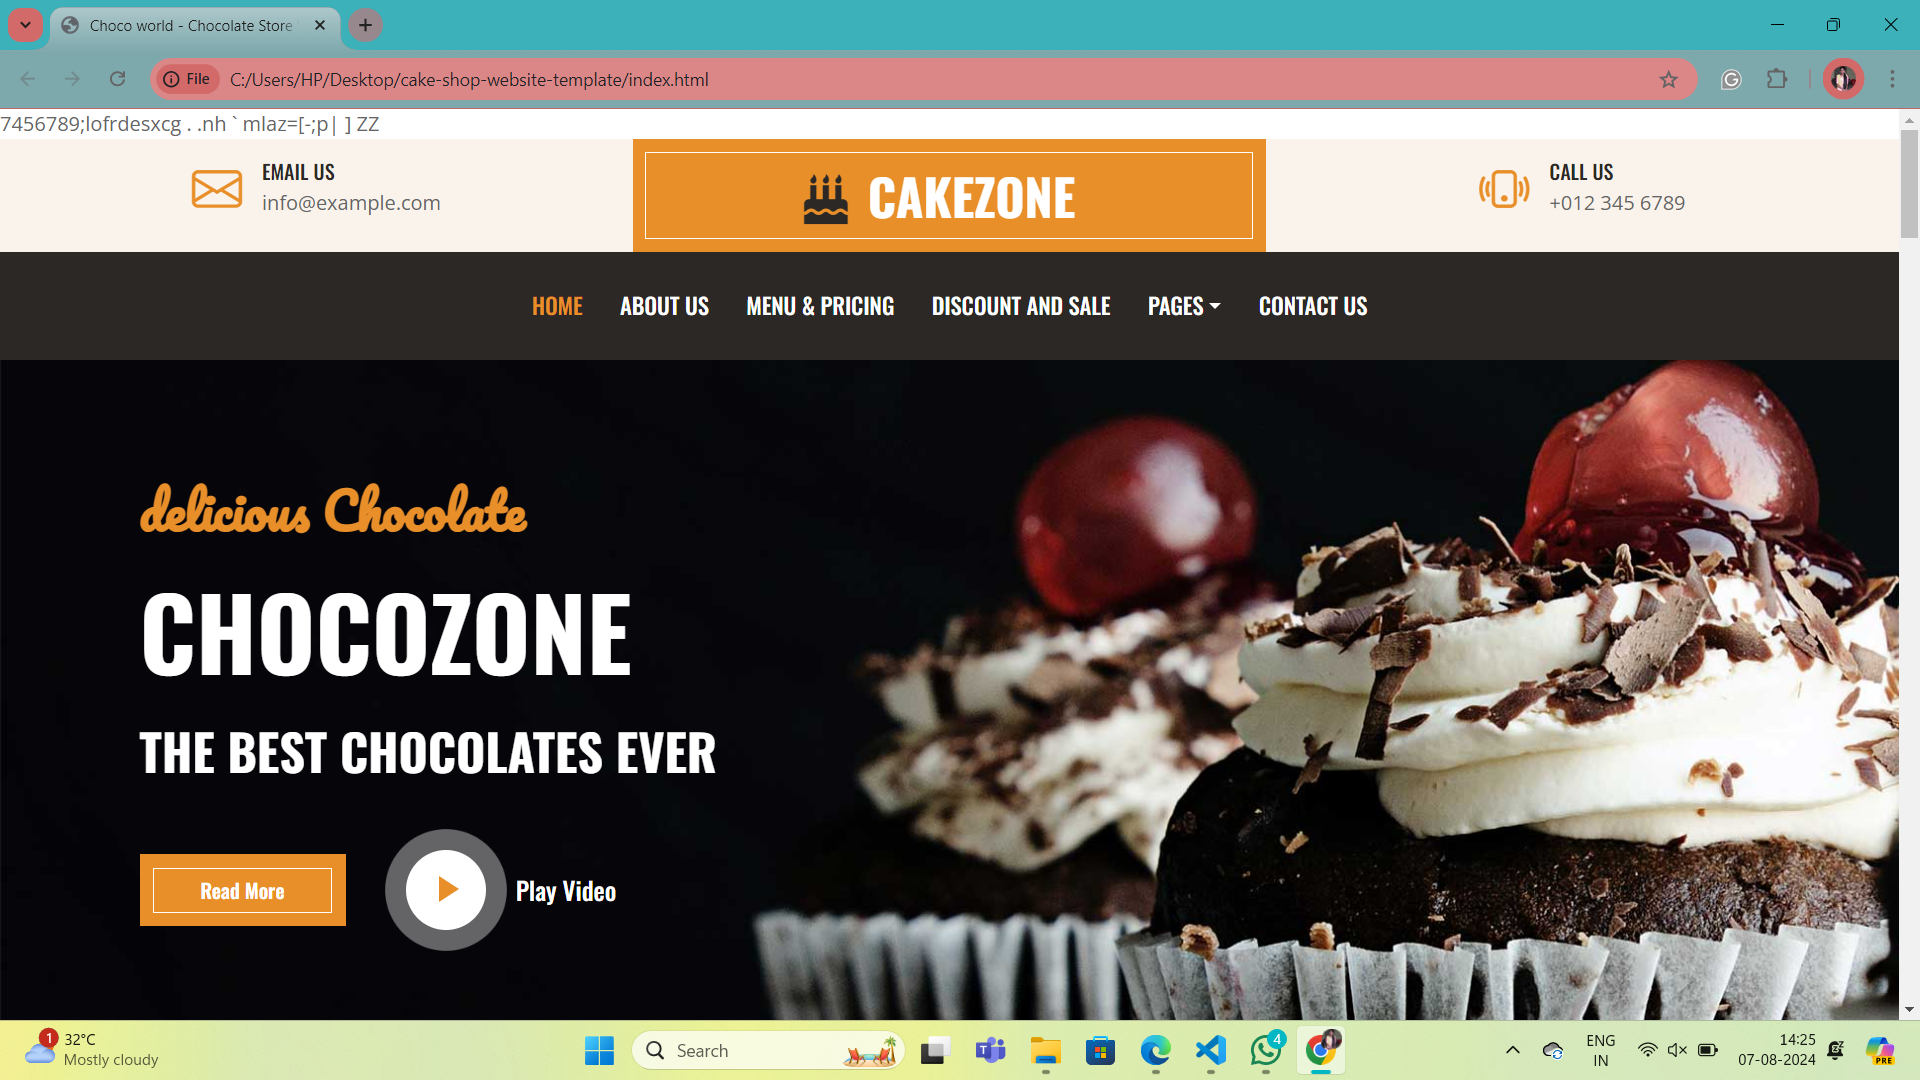 Choco world - Chocolate Store
File C:/Users/HP/Desktop/cake-shop-website-template/index.html
7456789;lofrdesxcg . .nh ` mlaz=[-;p| ] ZZ
EMAIL US
info@example.com
CAKEZONE
CALL US
+012 345 6789
HOME ABOUT US MENU & PRICING DISCOUNT AND SALE PAGES CONTACT US
delicious Chocolate
CHOCOZONE
THE BEST CHOCOLATES EVER
Read More Play Video
1 32°C
Mostly cloudy
Search
4
ENG
IN
14:25
07-08-2024
PRE